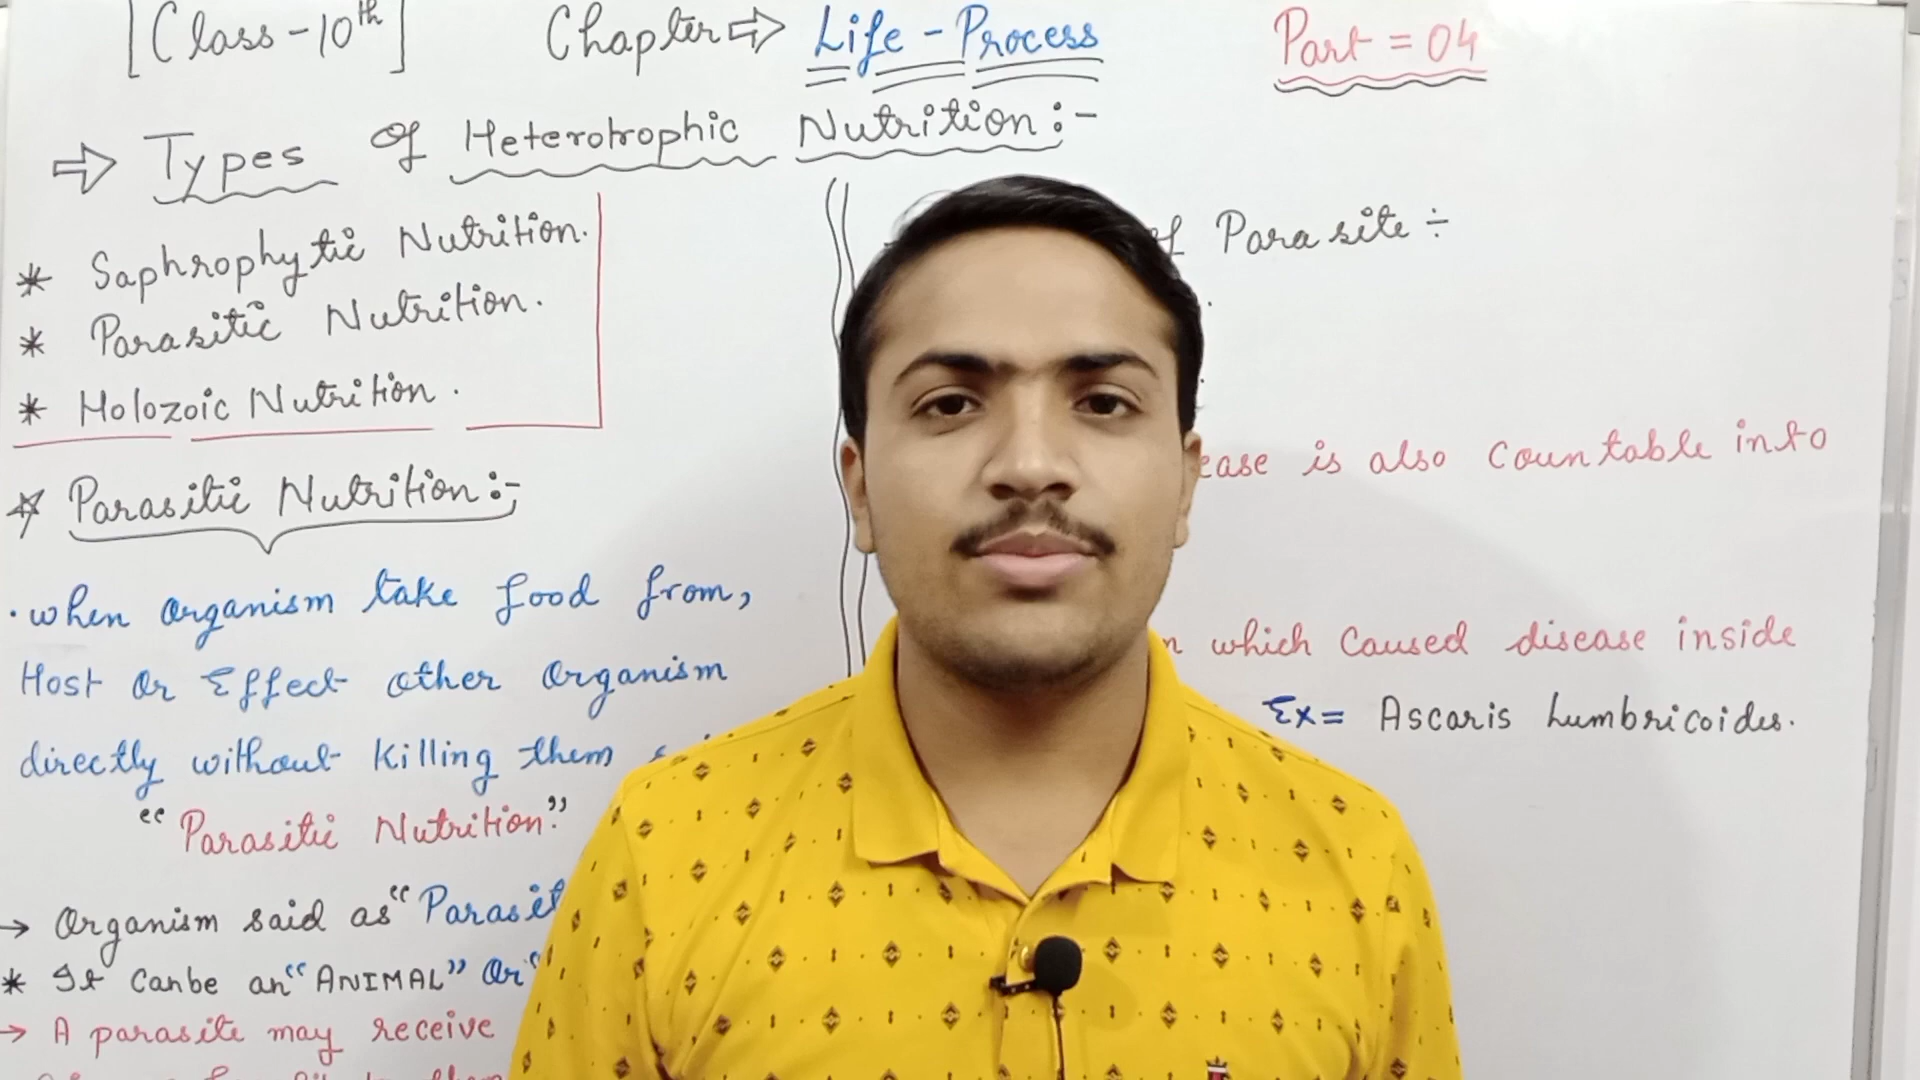 [Class-10th] Chapter⇒ Life-Process Part = 04
⇒ Types Of Heterotrophic Nutrition:-
* Saphrophytic Nutrition.
* Parasitic Nutrition.
* Holozoic Nutrition.
☆ Parasitic Nutrition:-
• when Organism take food from,
Host Or Effect other Organism
directly without Killing them
"Parasitic Nutrition."
→ Organism said as "Parasit
* It Canbe an "ANIMAL" Or "
→ A parasite may receive
of Parasite ÷
ease is also Countable into
n which Caused disease inside
Ex= Ascaris Lumbricoides.